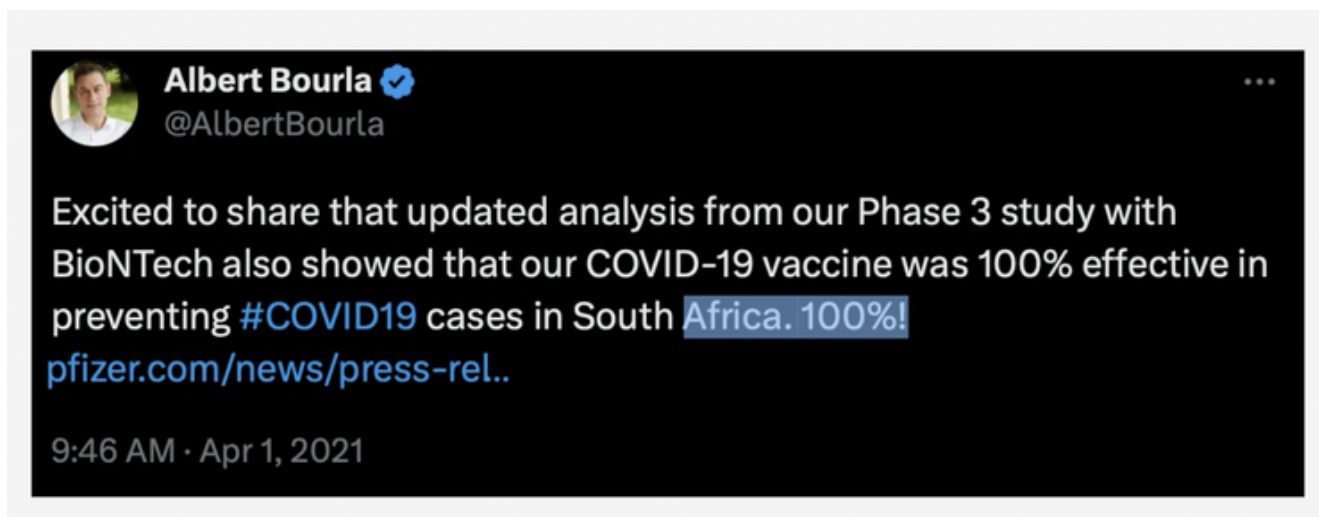 Albert Bourla
@AlbertBourla
Excited to share that updated analysis from our Phase 3 study with
BioNTech also showed that our COVID-19 vaccine was 100% effective in
preventing #COVID19 cases in South Africa. 100%!
pfizer.com/news/press-rel..
9:46 AM · Apr 1, 2021